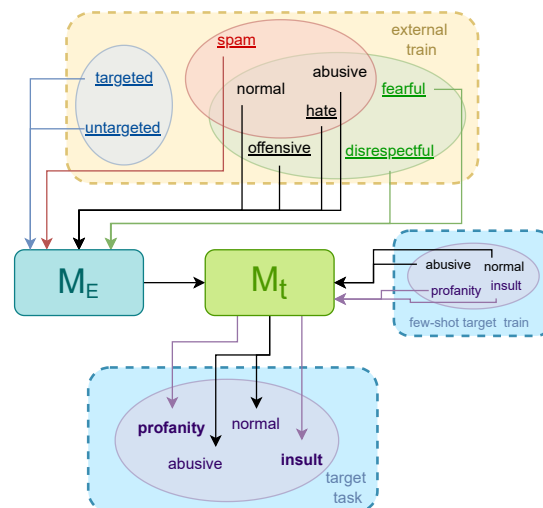 external
train
spam
targeted
abusive
normal
fearful
hate
untargeted
offensive
disrespectful
M_E
M_t
abusive
normal
profanity
insult
few-shot target train
profanity
normal
abusive
insult
target
task